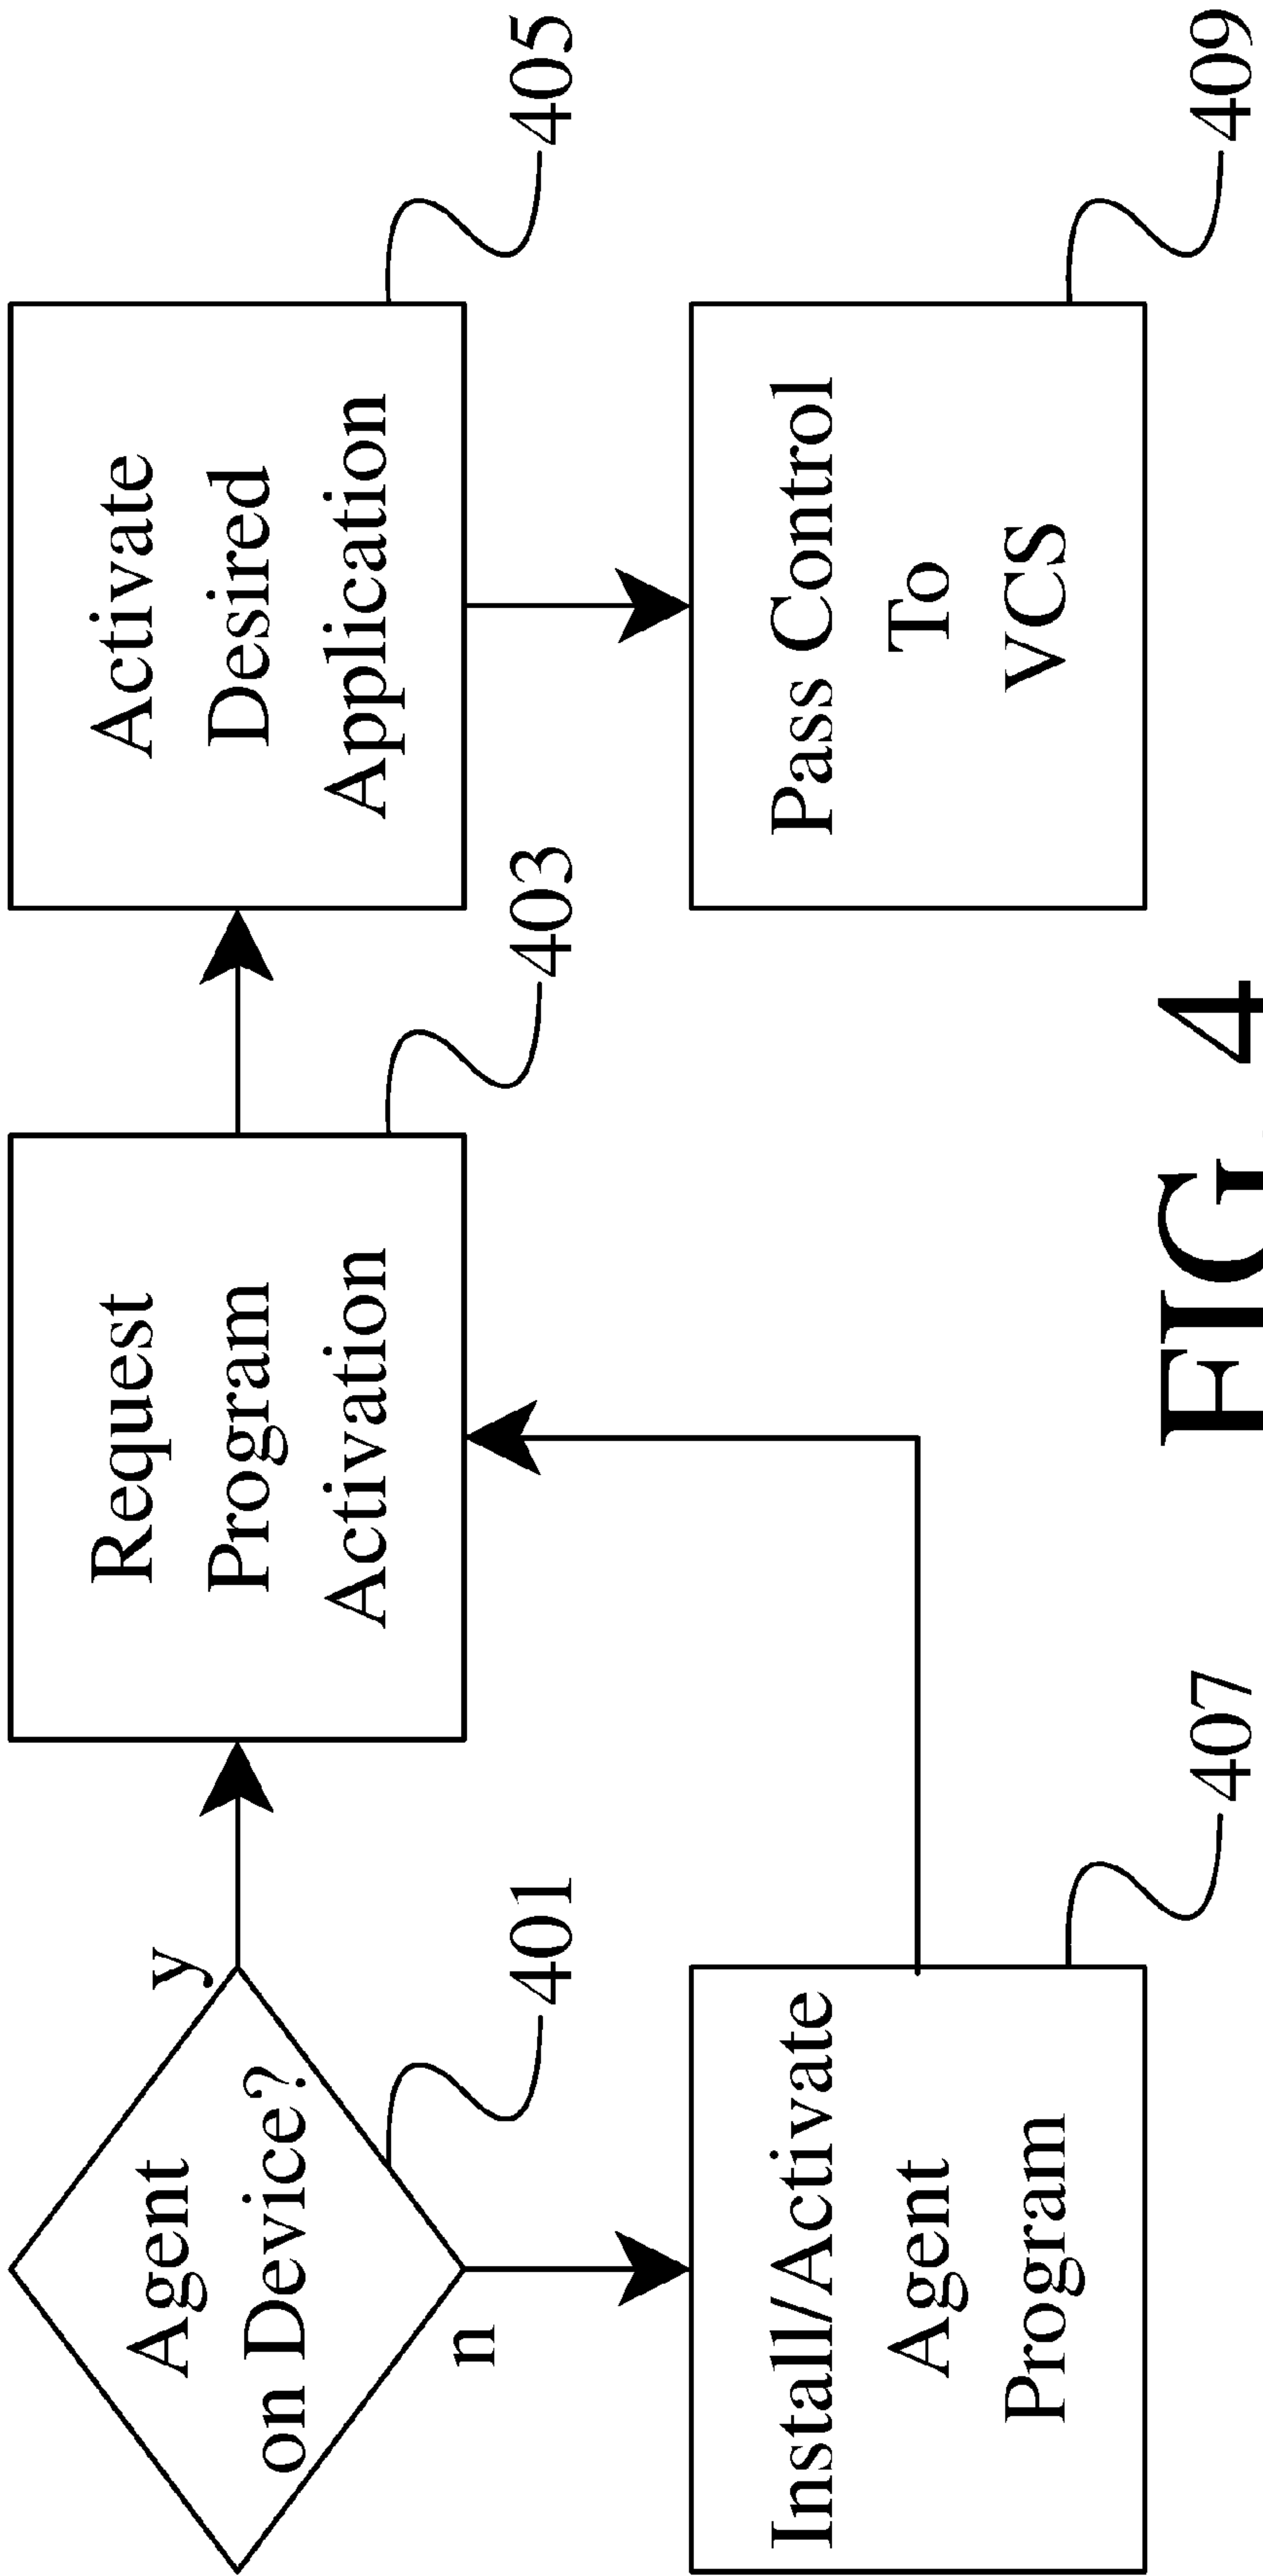 Agent
on Device?
y
n
401
Request
Program
Activation
403
Activate
Desired
Application
405
Install/Activate
Agent
Program
407
Pass Control
To
VCS
409
FIG. 4